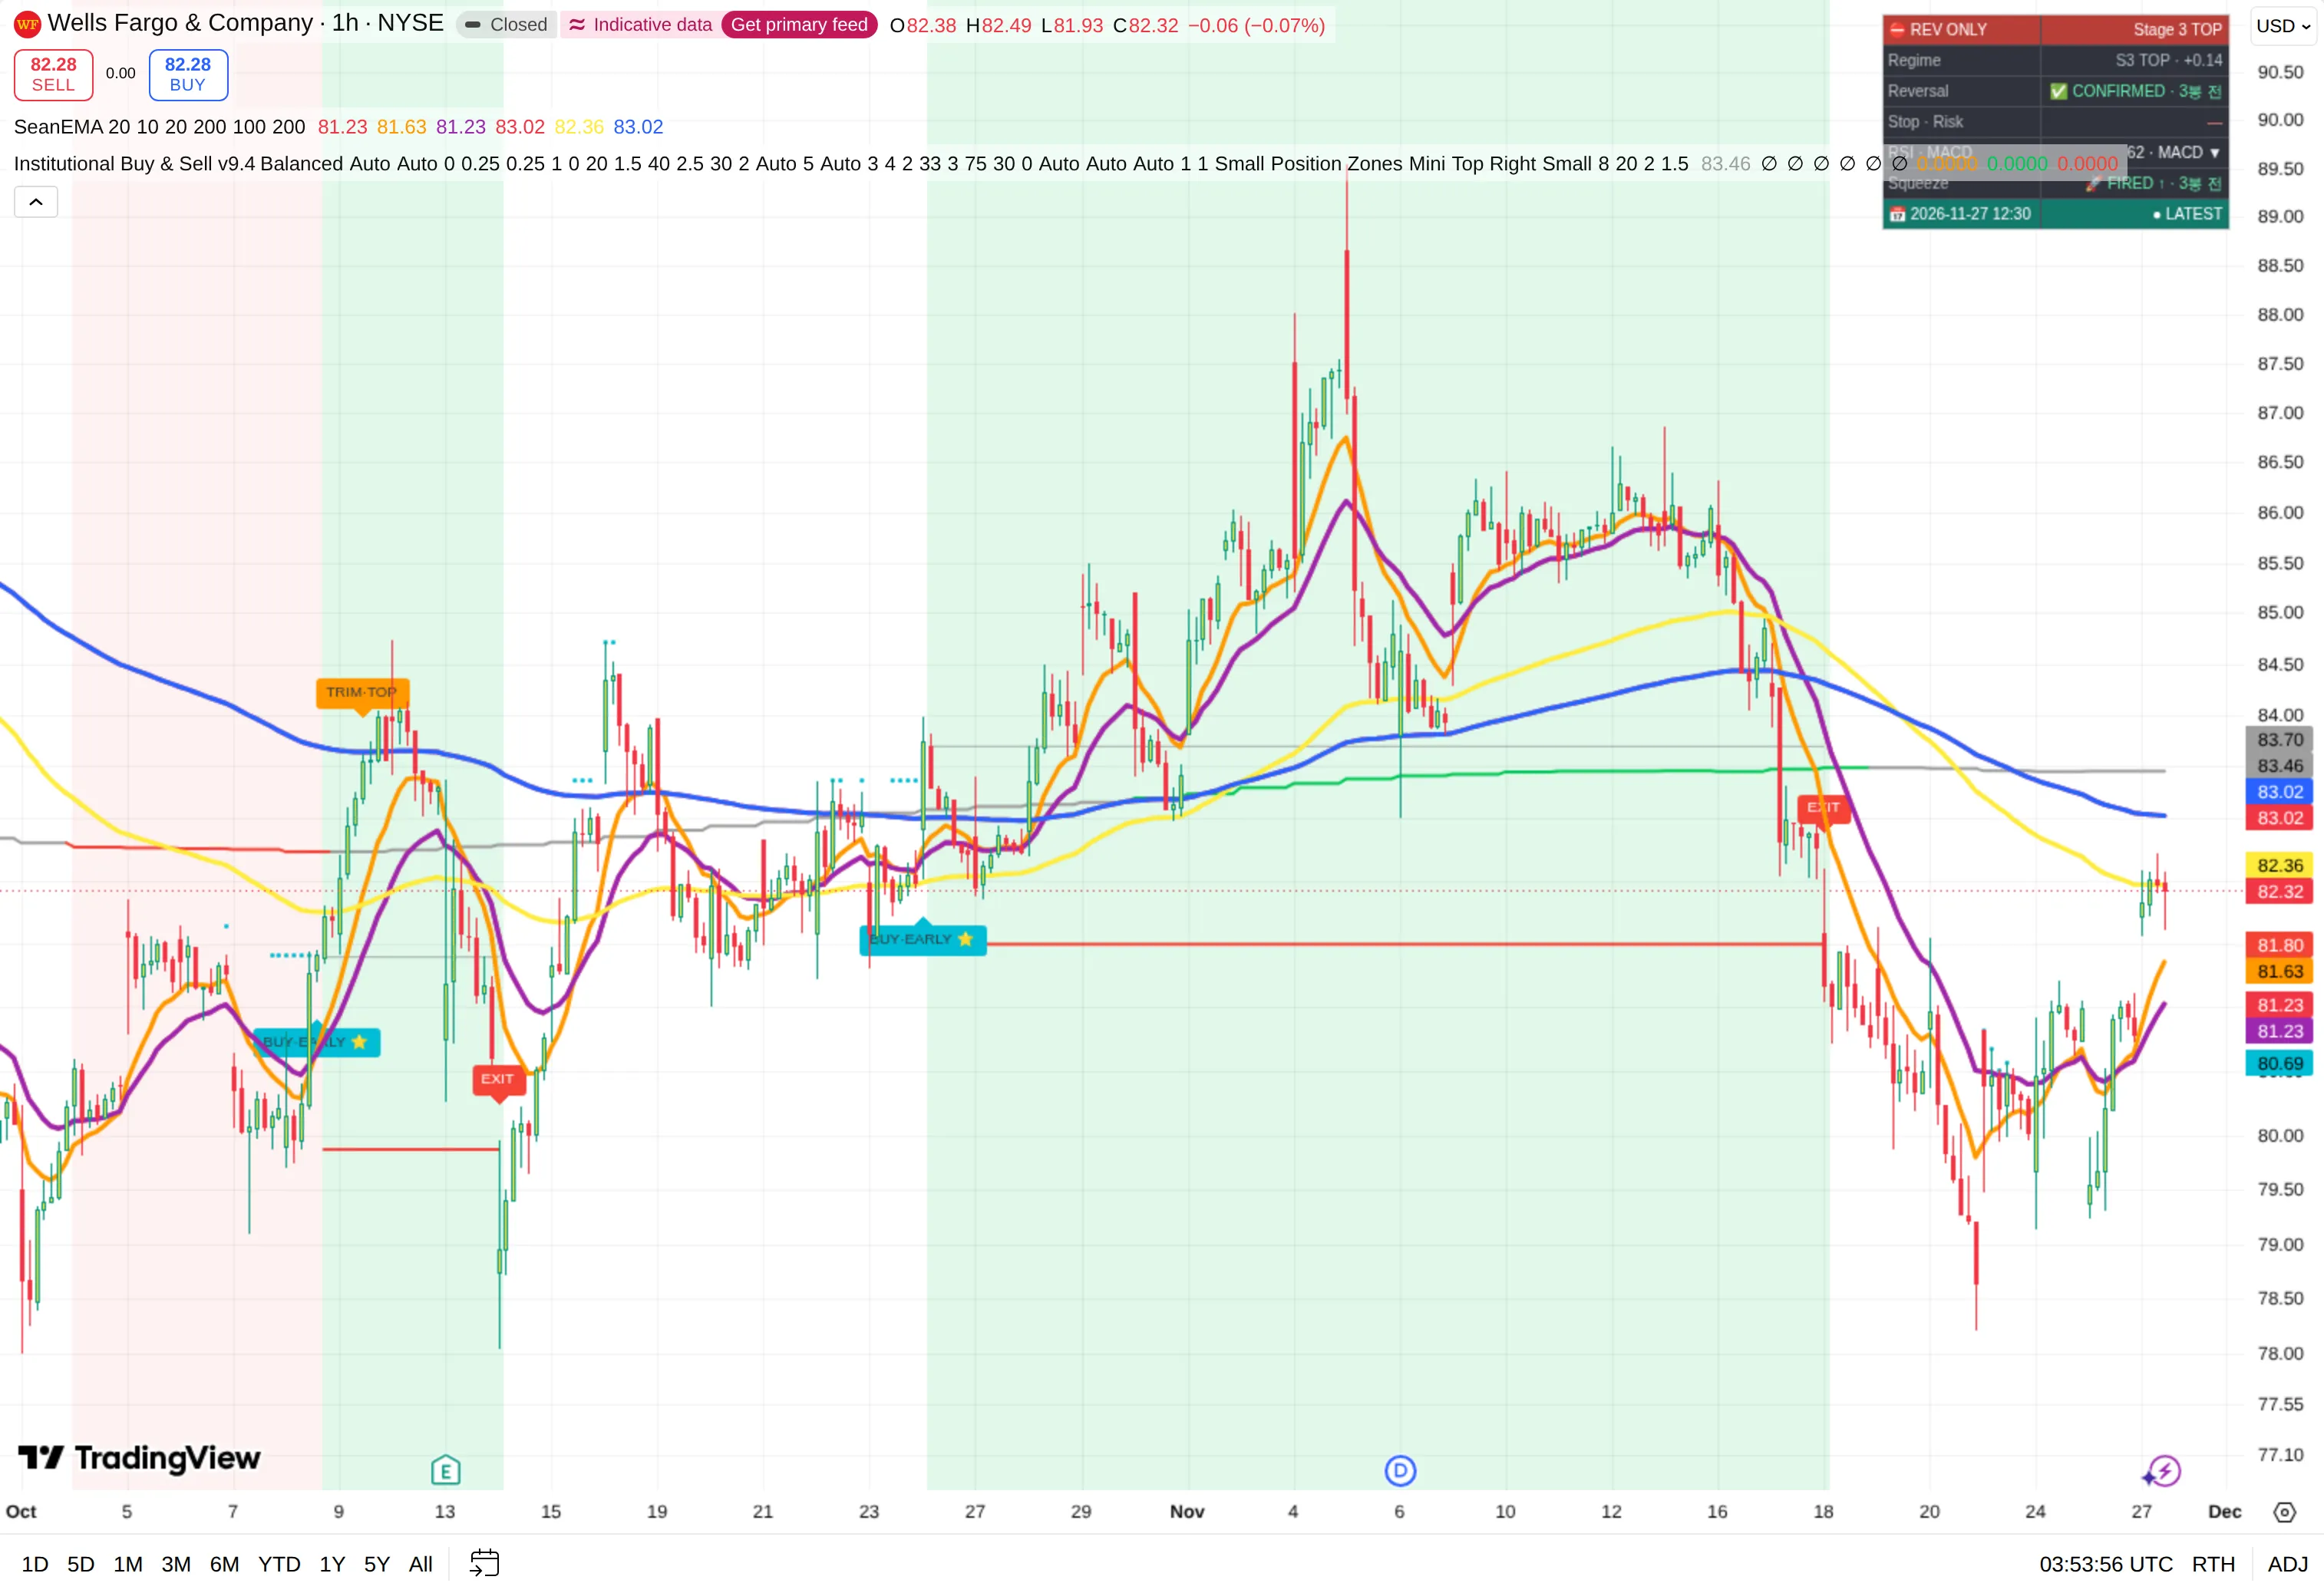 Wells Fargo & Company · 1h · NYSE Closed Indicative data Get primary feed O82.38 H82.49 L81.93 C82.32 −0.06 (−0.07%)
USD
82.28 SELL 0.00 82.28 BUY
SeanEMA 20 10 20 200 100 200 81.23 81.63 81.23 83.02 82.36 83.02
Institutional Buy & Sell v9.4 Balanced Auto Auto 0 0.25 0.25 1 0 20 1.5 40 2.5 30 2 Auto 5 Auto 3 4 2 33 3 75 30 0 Auto Auto Auto 1 1 Small Position Zones Mini Top Right Small 8 20 2 1.5 83.46 ∅ ∅ ∅ ∅ ∅ ∅ 0.0000 0.0000 0.0000
⛔ REV ONLY Stage 3 TOP
Regime S3 TOP · +0.14
Reversal ✅ CONFIRMED · 3봉 전
Stop · Risk —
RSI · MACD 62 · MACD ▼
Squeeze 🚀 FIRED ↑ · 3봉 전
📅 2026-11-27 12:30 ● LATEST
90.50
90.00
89.50
89.00
88.50
88.00
87.50
87.00
86.50
86.00
85.50
85.00
84.50
84.00
83.70
83.46
83.02
83.02
82.36
82.32
81.80
81.63
81.23
81.23
80.69
80.00
79.50
79.00
78.50
78.00
77.55
77.10
TRIM-TOP
BUY-EARLY ⭐
EXIT
BUY-EARLY ⭐
EXIT
TradingView
E
D
Oct 5 7 9 13 15 19 21 23 27 29 Nov 4 6 10 12 16 18 20 24 27 Dec
1D 5D 1M 3M 6M YTD 1Y 5Y All
03:53:56 UTC RTH ADJ